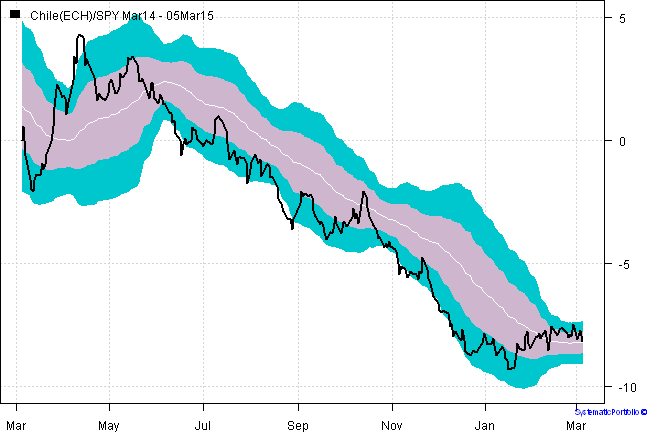 Chile(ECH)/SPY Mar14 - 05Mar15
5
0
-5
-10
Mar May Jul Sep Nov Jan Mar
SystematicPortfolio ©